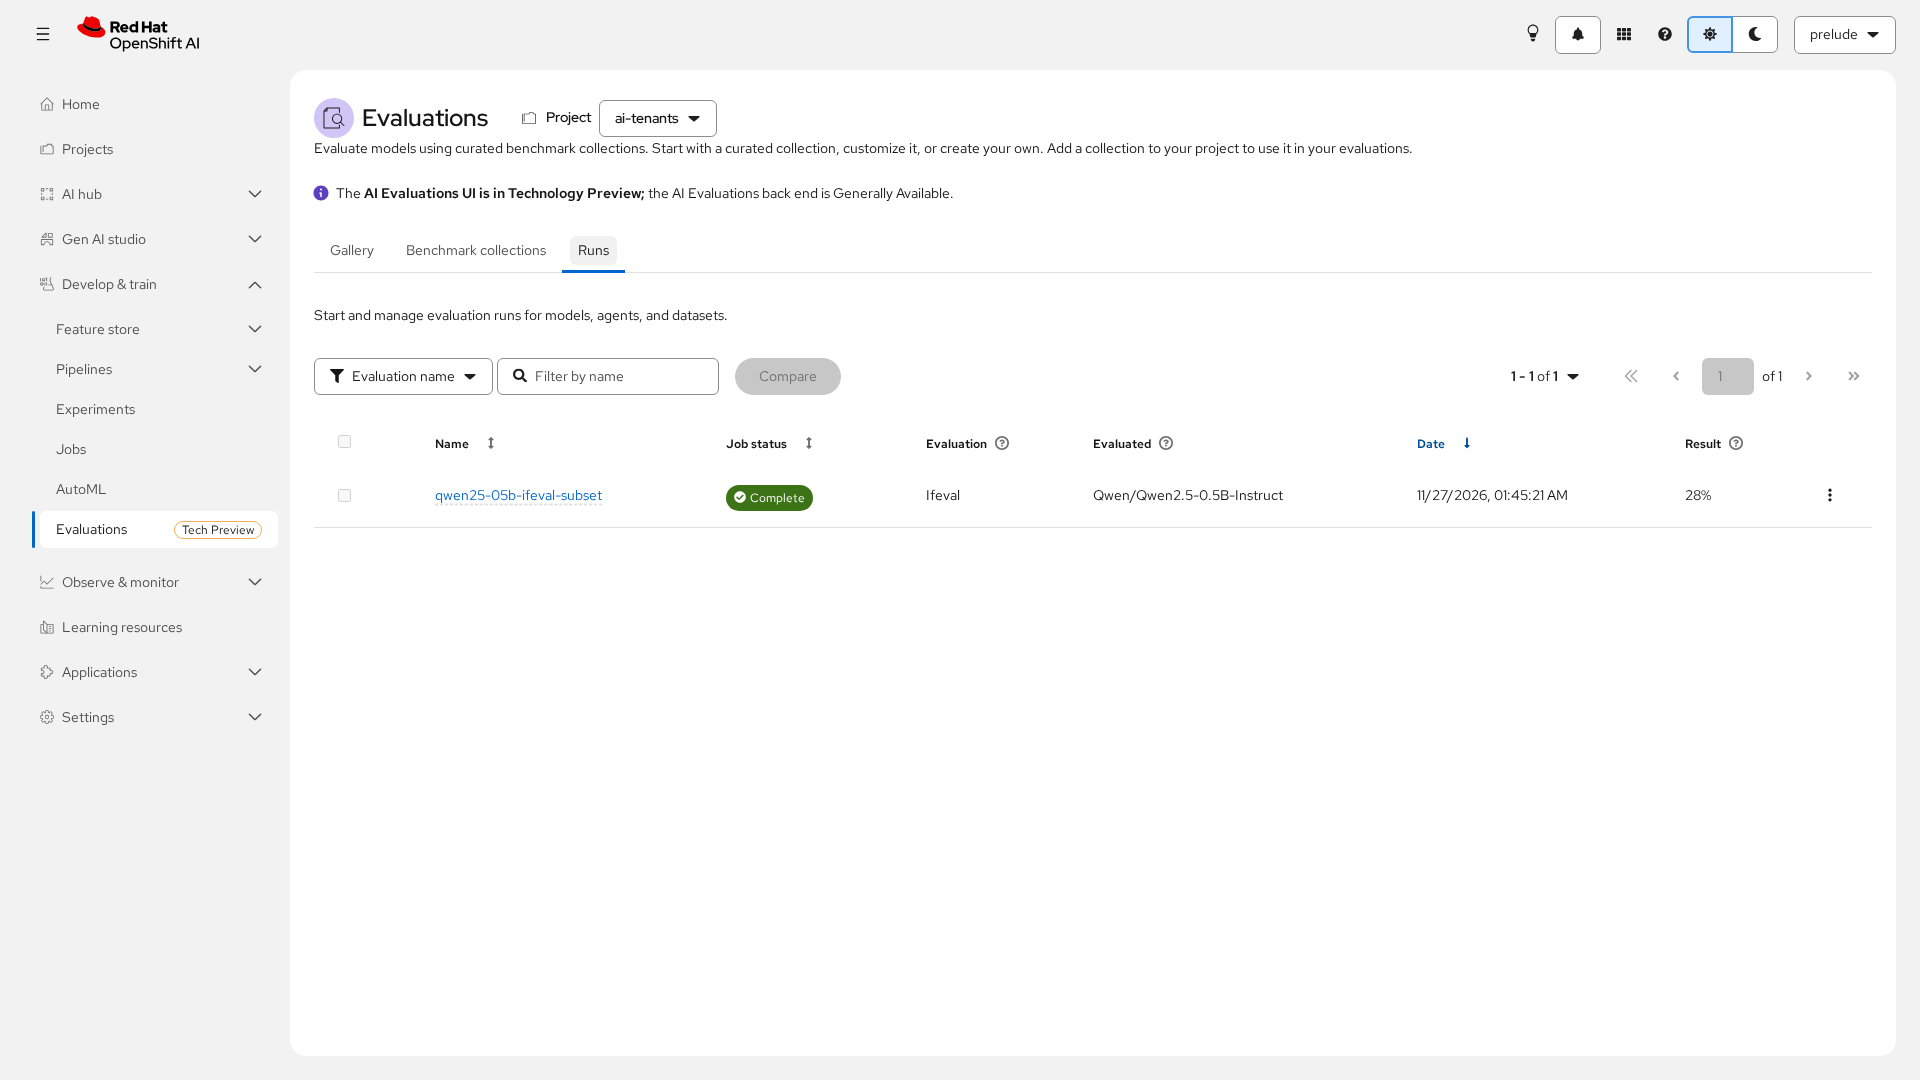 Red Hat
OpenShift AI
prelude
Home
Projects
AI hub
Gen AI studio
Develop & train
Feature store
Pipelines
Experiments
Jobs
AutoML
Evaluations
Tech Preview
Observe & monitor
Learning resources
Applications
Settings
Evaluations
Project
ai-tenants
Evaluate models using curated benchmark collections. Start with a curated collection, customize it, or create your own. Add a collection to your project to use it in your evaluations.
The AI Evaluations UI is in Technology Preview; the AI Evaluations back end is Generally Available.
Gallery
Benchmark collections
Runs
Start and manage evaluation runs for models, agents, and datasets.
Evaluation name
Filter by name
Compare
1 - 1 of 1
1
of 1
Name
Job status
Evaluation
Evaluated
Date
Result
qwen25-05b-ifeval-subset
Complete
Ifeval
Qwen/Qwen2.5-0.5B-Instruct
11/27/2026, 01:45:21 AM
28%